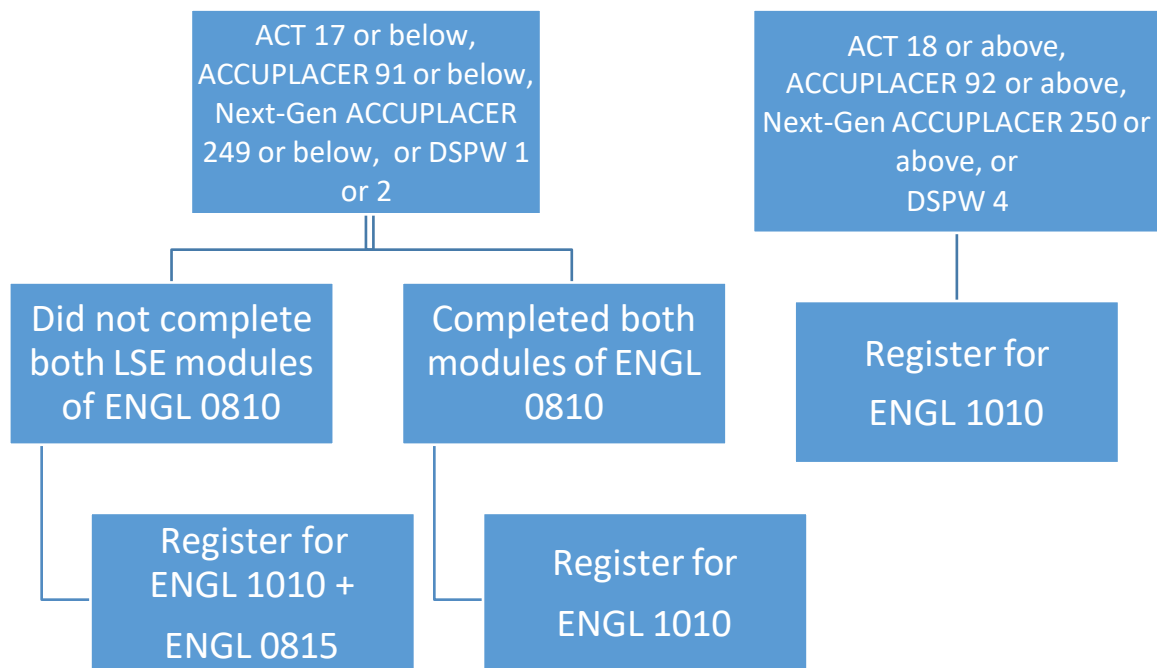 ACT 17 or below,
ACCUPLACER 91 or below,
Next-Gen ACCUPLACER
249 or below, or DSPW 1
or 2
ACT 18 or above,
ACCUPLACER 92 or above,
Next-Gen ACCUPLACER 250 or
above, or
DSPW 4
Did not complete
both LSE modules
of ENGL 0810
Completed both
modules of ENGL
0810
Register for
ENGL 1010
Register for
ENGL 1010 +
ENGL 0815
Register for
ENGL 1010